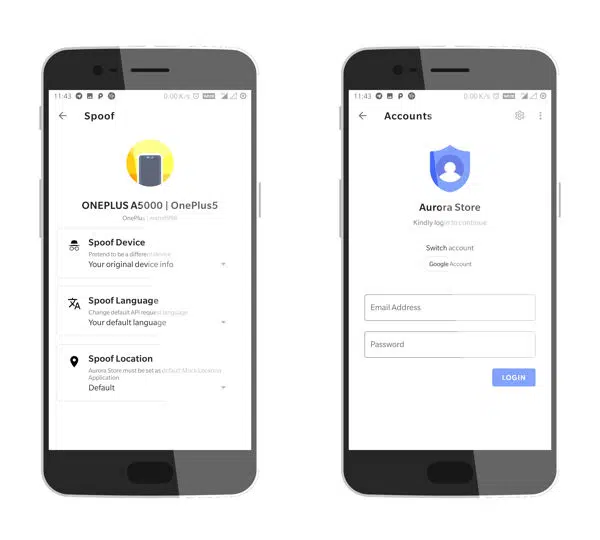 11:43
0.00 K/s
Spoof
ONEPLUS A5000 | OnePlus5
OnePlus | msm8998
Spoof Device
Pretend to be a different device
Your original device info
Spoof Language
Change default API request language
Your default language
Spoof Location
Aurora Store must be set as default Mock Location
Application
Default
11:43
0.00 K/s
Accounts
Aurora Store
Kindly login to continue
Switch account
Google Account
Email Address
Password
LOGIN